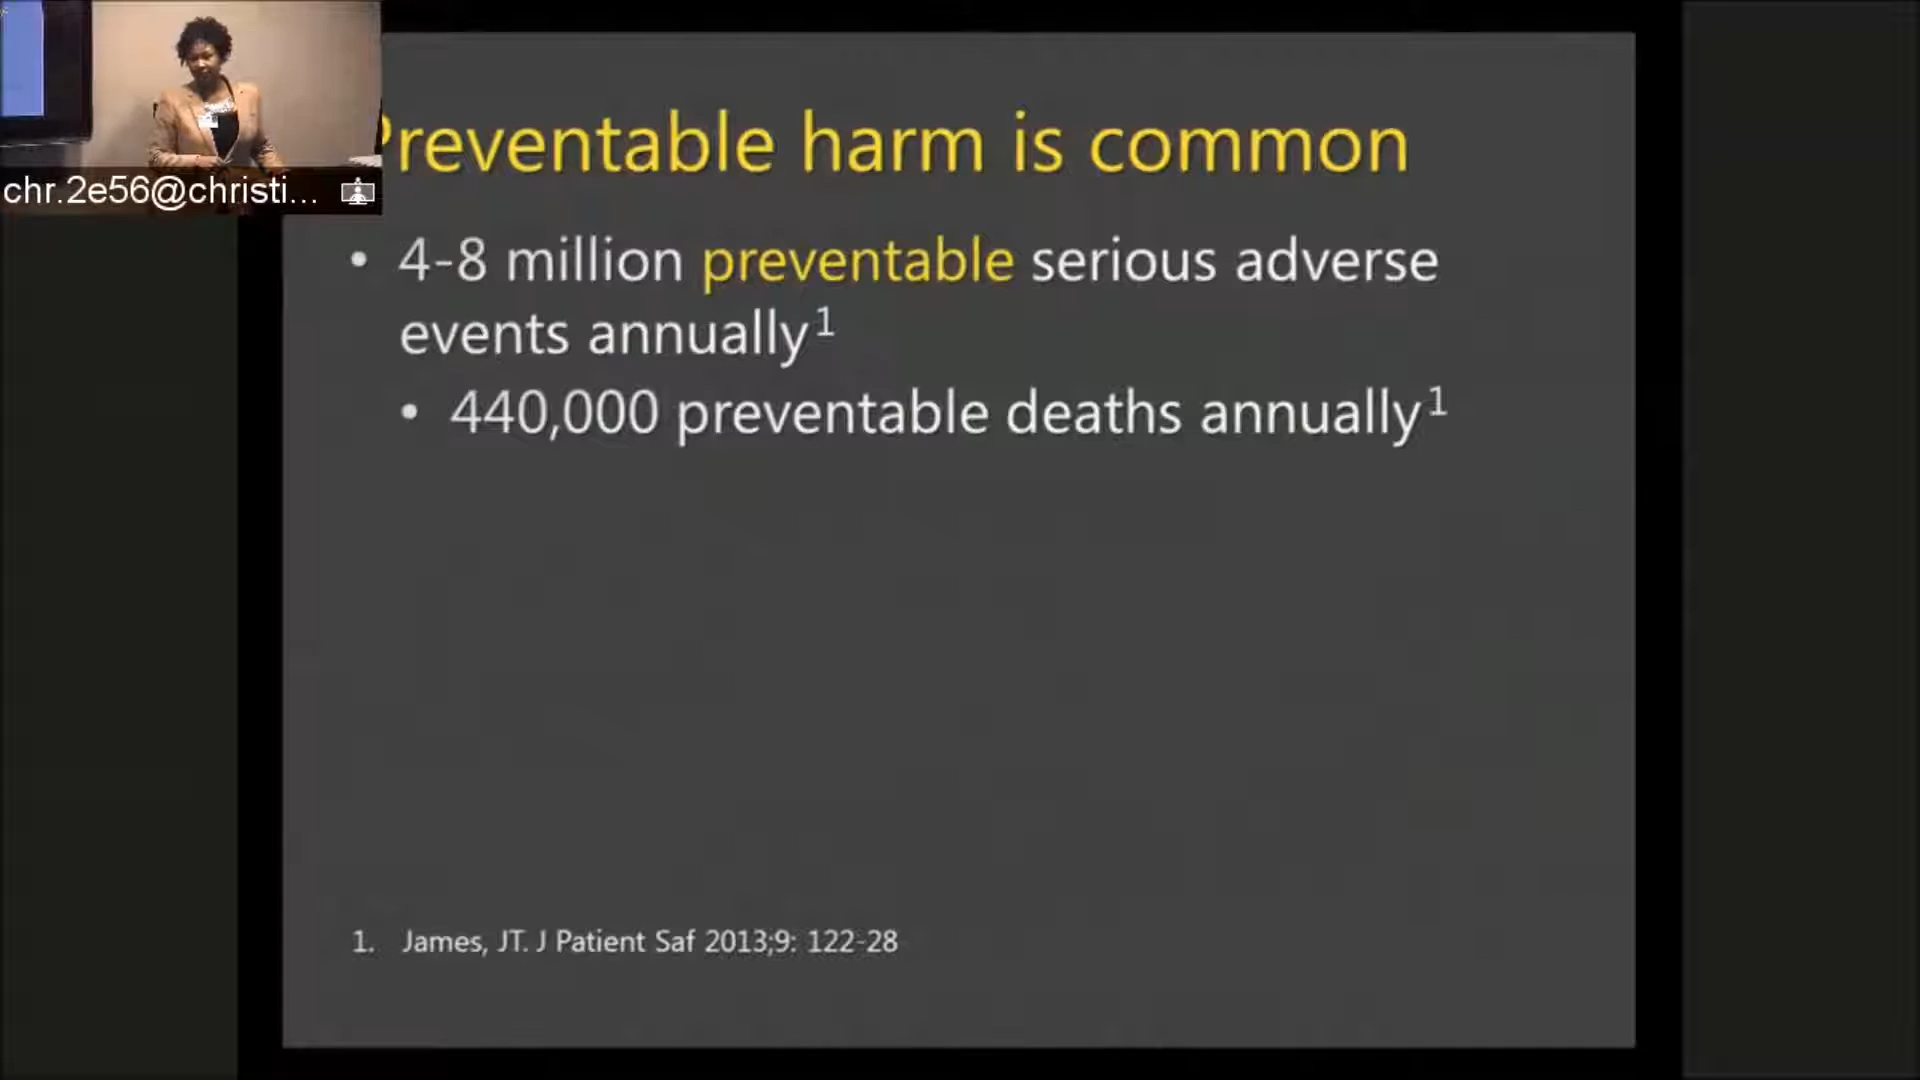 Preventable harm is common
chr.2e56@christi...
• 4-8 million preventable serious adverse
events annually¹
• 440,000 preventable deaths annually¹
1. James, JT. J Patient Saf 2013;9: 122-28